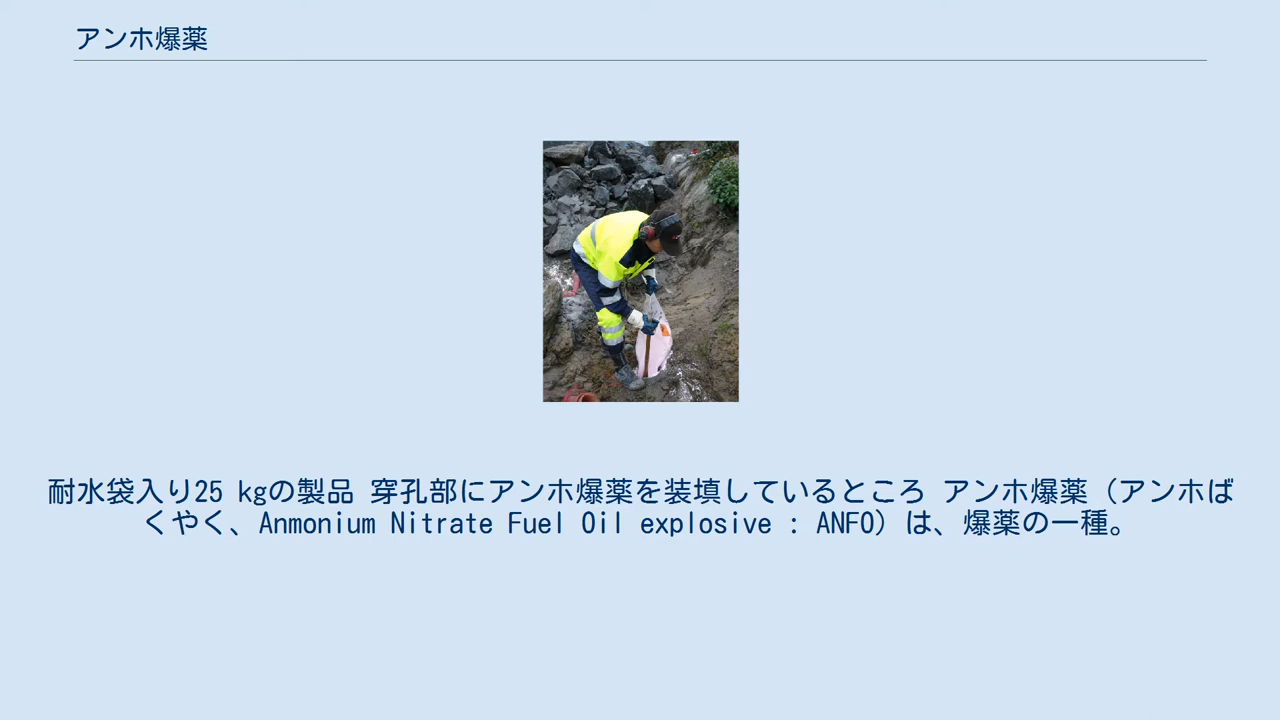 アンホ爆薬
耐水袋入り25 kgの製品 穿孔部にアンホ爆薬を装填しているところ アンホ爆薬（アンホば
くやく、Anmonium Nitrate Fuel Oil explosive : ANFO）は、爆薬の一種。